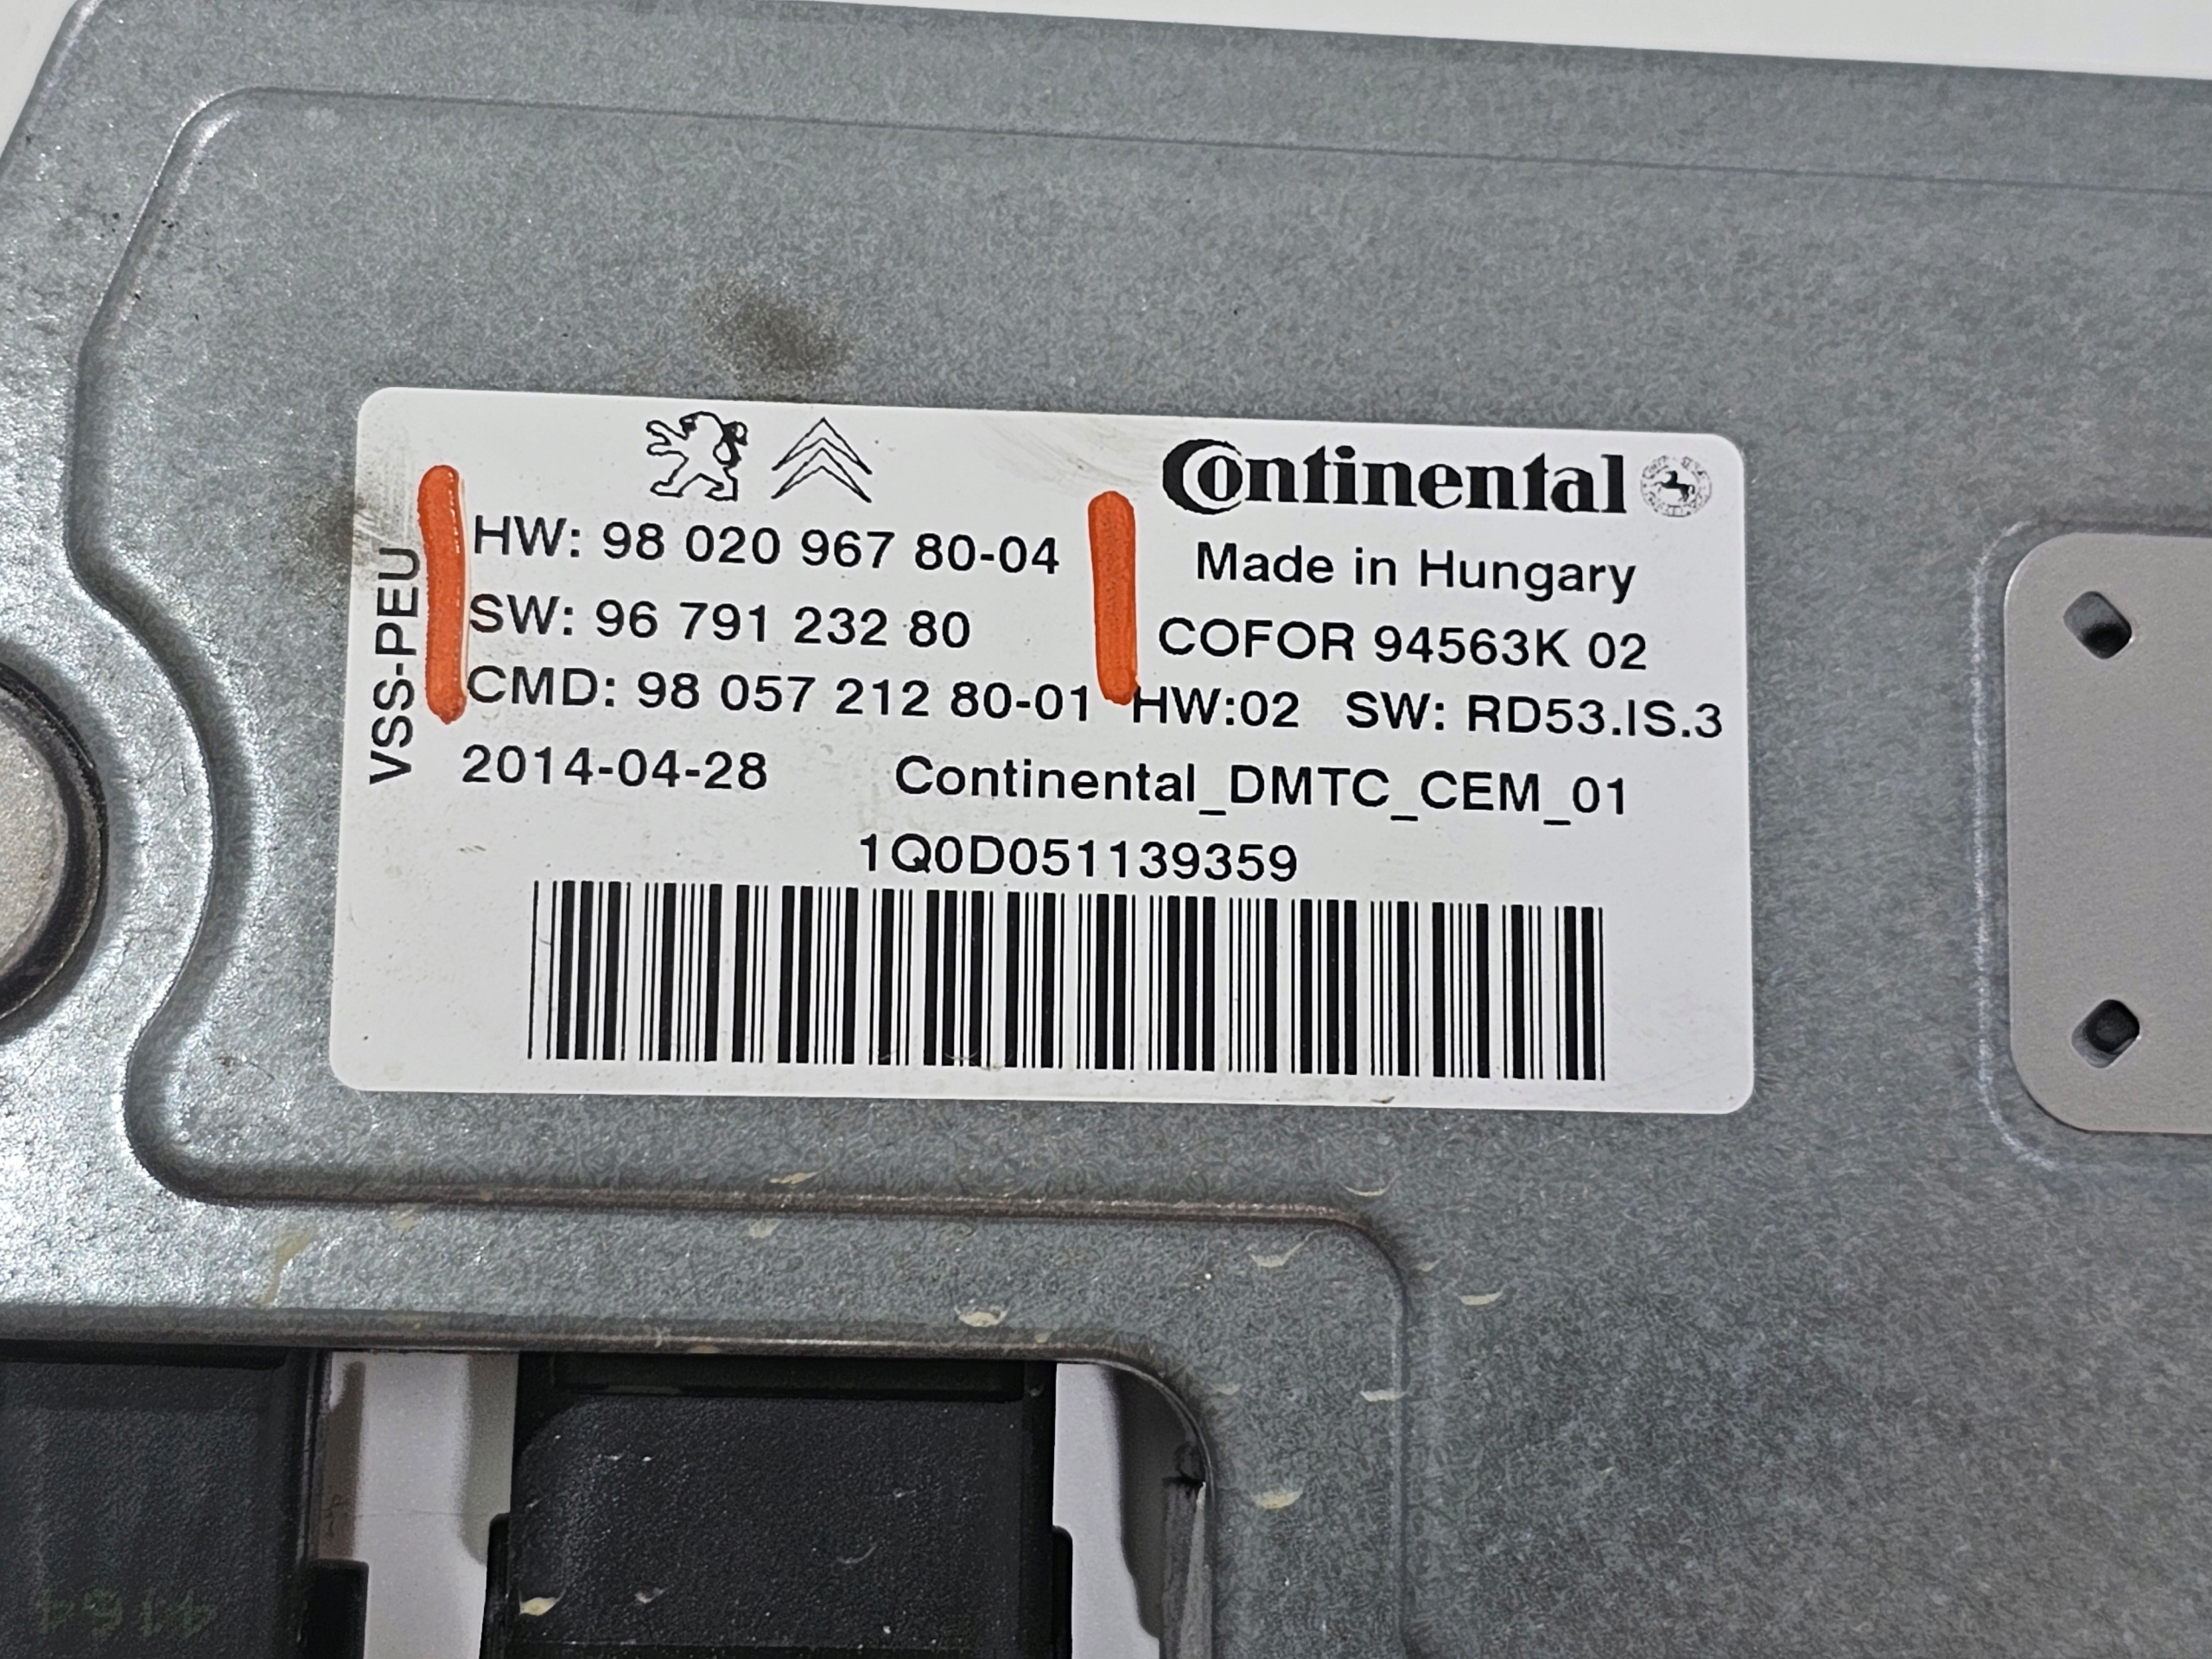 Continental
HW: 98 020 967 80-04
Made in Hungary
SW: 96 791 232 80
COFOR 94563K 02
CMD: 98 057 212 80-01
HW:02 SW: RD53.IS.3
VSS-PEU
2014-04-28
Continental_DMTC_CEM_01
1Q0D051139359